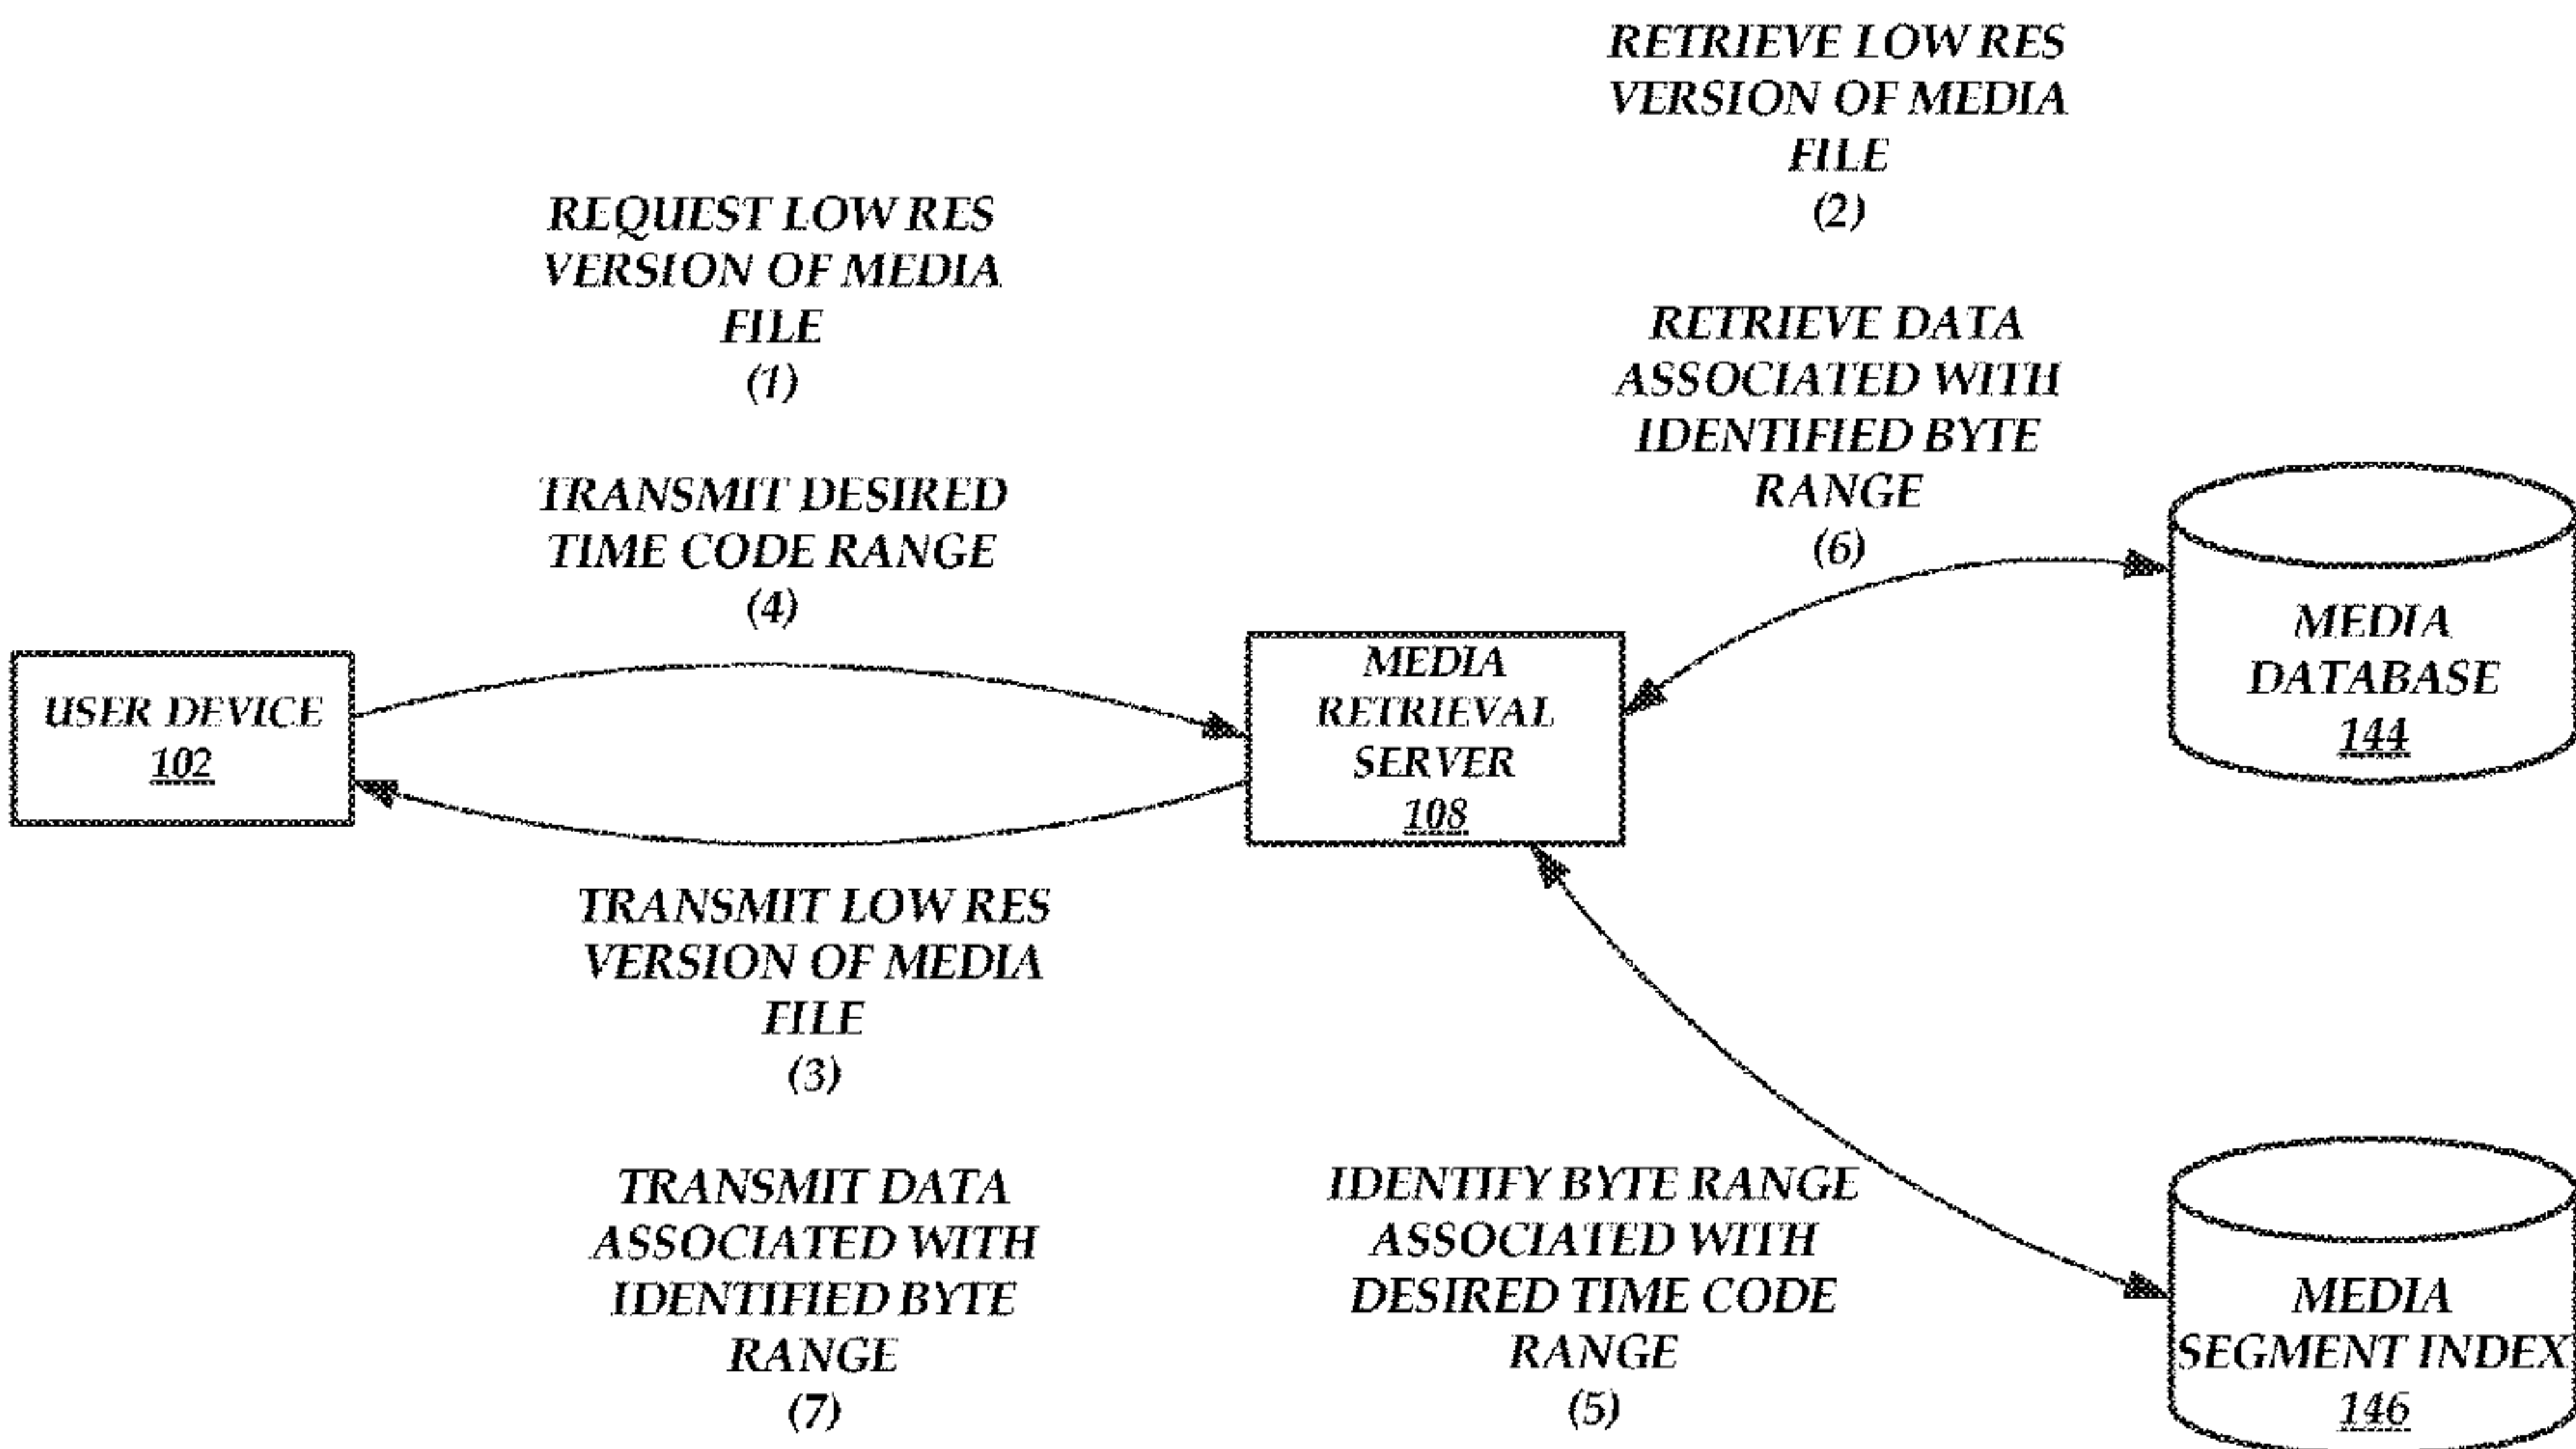 RETRIEVE LOW RES
VERSION OF MEDIA
FILE
(2)
REQUEST LOW RES
VERSION OF MEDIA
FILE
(1)
RETRIEVE DATA
ASSOCIATED WITH
IDENTIFIED BYTE
RANGE
(6)
TRANSMIT DESIRED
TIME CODE RANGE
(4)
USER DEVICE
102
MEDIA
RETRIEVAL
SERVER
108
MEDIA
DATABASE
144
TRANSMIT LOW RES
VERSION OF MEDIA
FILE
(3)
TRANSMIT DATA
ASSOCIATED WITH
IDENTIFIED BYTE
RANGE
(7)
IDENTIFY BYTE RANGE
ASSOCIATED WITH
DESIRED TIME CODE
RANGE
(5)
MEDIA
SEGMENT INDEX
146